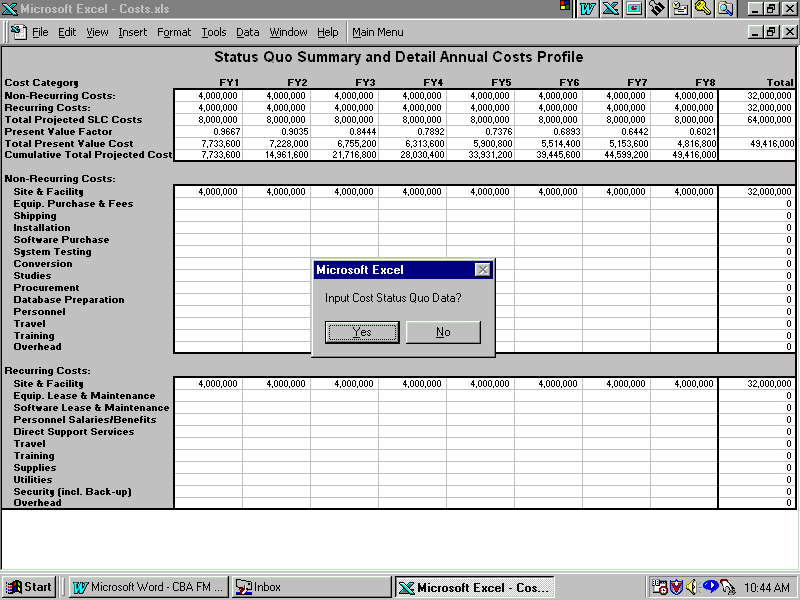 Microsoft Excel - Costs.xls
File Edit View Insert Format Tools Data Window Help Main Menu
Status Quo Summary and Detail Annual Costs Profile
Cost Category FY1 FY2 FY3 FY4 FY5 FY6 FY7 FY8 Total
Non-Recurring Costs: 4,000,000 4,000,000 4,000,000 4,000,000 4,000,000 4,000,000 4,000,000 4,000,000 32,000,000
Recurring Costs: 4,000,000 4,000,000 4,000,000 4,000,000 4,000,000 4,000,000 4,000,000 4,000,000 32,000,000
Total Projected SLC Costs 8,000,000 8,000,000 8,000,000 8,000,000 8,000,000 8,000,000 8,000,000 8,000,000 64,000,000
Present Value Factor 0.9667 0.9035 0.8444 0.7892 0.7376 0.6893 0.6442 0.6021
Total Present Value Cost 7,733,600 7,228,000 6,755,200 6,313,600 5,900,800 5,514,400 5,153,600 4,816,800 49,416,000
Cumulative Total Projected Cost 7,733,600 14,961,600 21,716,800 28,030,400 33,931,200 39,445,600 44,599,200 49,416,000
Non-Recurring Costs:
Site & Facility 4,000,000 4,000,000 4,000,000 4,000,000 4,000,000 4,000,000 4,000,000 4,000,000 32,000,000
Equip. Purchase & Fees 0
Shipping 0
Installation 0
Software Purchase 0
System Testing 0
Conversion 0
Studies 0
Procurement 0
Database Preparation 0
Personnel 0
Travel 0
Training 0
Overhead 0
Microsoft Excel
Input Cost Status Quo Data?
Yes No
Recurring Costs:
Site & Facility 4,000,000 4,000,000 4,000,000 4,000,000 4,000,000 4,000,000 4,000,000 4,000,000 32,000,000
Equip. Lease & Maintenance 0
Software Lease & Maintenance 0
Personnel Salaries/Benefits 0
Direct Support Services 0
Travel 0
Training 0
Supplies 0
Utilities 0
Security (incl. Back-up) 0
Overhead 0
Start Microsoft Word - CBA FM ... Inbox Microsoft Excel - Cos... 10:44 AM